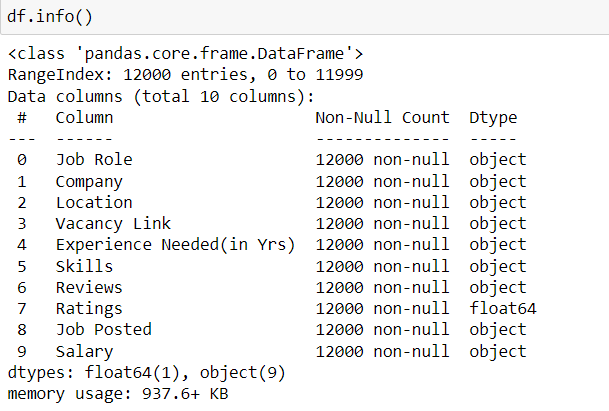 df.info()
<class 'pandas.core.frame.DataFrame'>
RangeIndex: 12000 entries, 0 to 11999
Data columns (total 10 columns):
 #   Column                   Non-Null Count  Dtype
---  ------                   --------------  -----
 0   Job Role                 12000 non-null  object
 1   Company                  12000 non-null  object
 2   Location                 12000 non-null  object
 3   Vacancy Link             12000 non-null  object
 4   Experience Needed(in Yrs)  12000 non-null  object
 5   Skills                   12000 non-null  object
 6   Reviews                  12000 non-null  object
 7   Ratings                  12000 non-null  float64
 8   Job Posted               12000 non-null  object
 9   Salary                   12000 non-null  object
dtypes: float64(1), object(9)
memory usage: 937.6+ KB